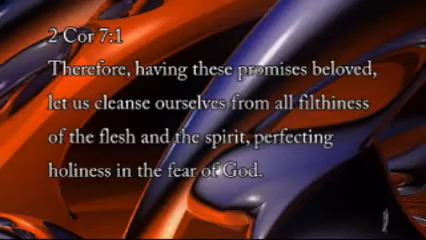 2 Cor 7:1
Therefore, having these promises beloved,
let us cleanse ourselves from all filthiness
of the flesh and the spirit, perfecting
holiness in the fear of God.